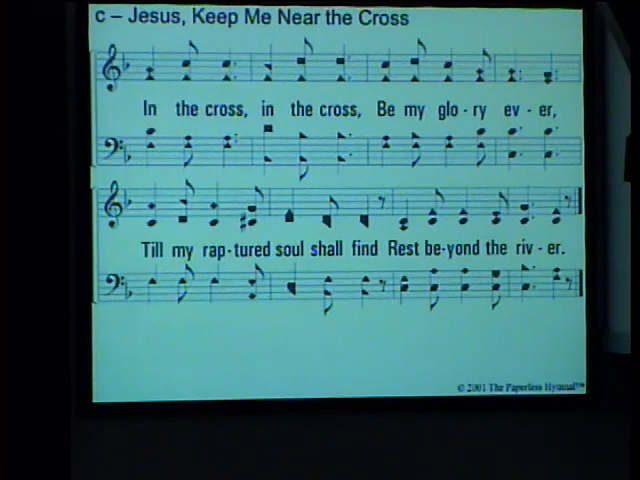 c – Jesus, Keep Me Near the Cross
In the cross, in the cross, Be my glo - ry ev - er,
Till my rap - tured soul shall find Rest be - yond the riv - er.
© 2001 The Paperless Hymnal™